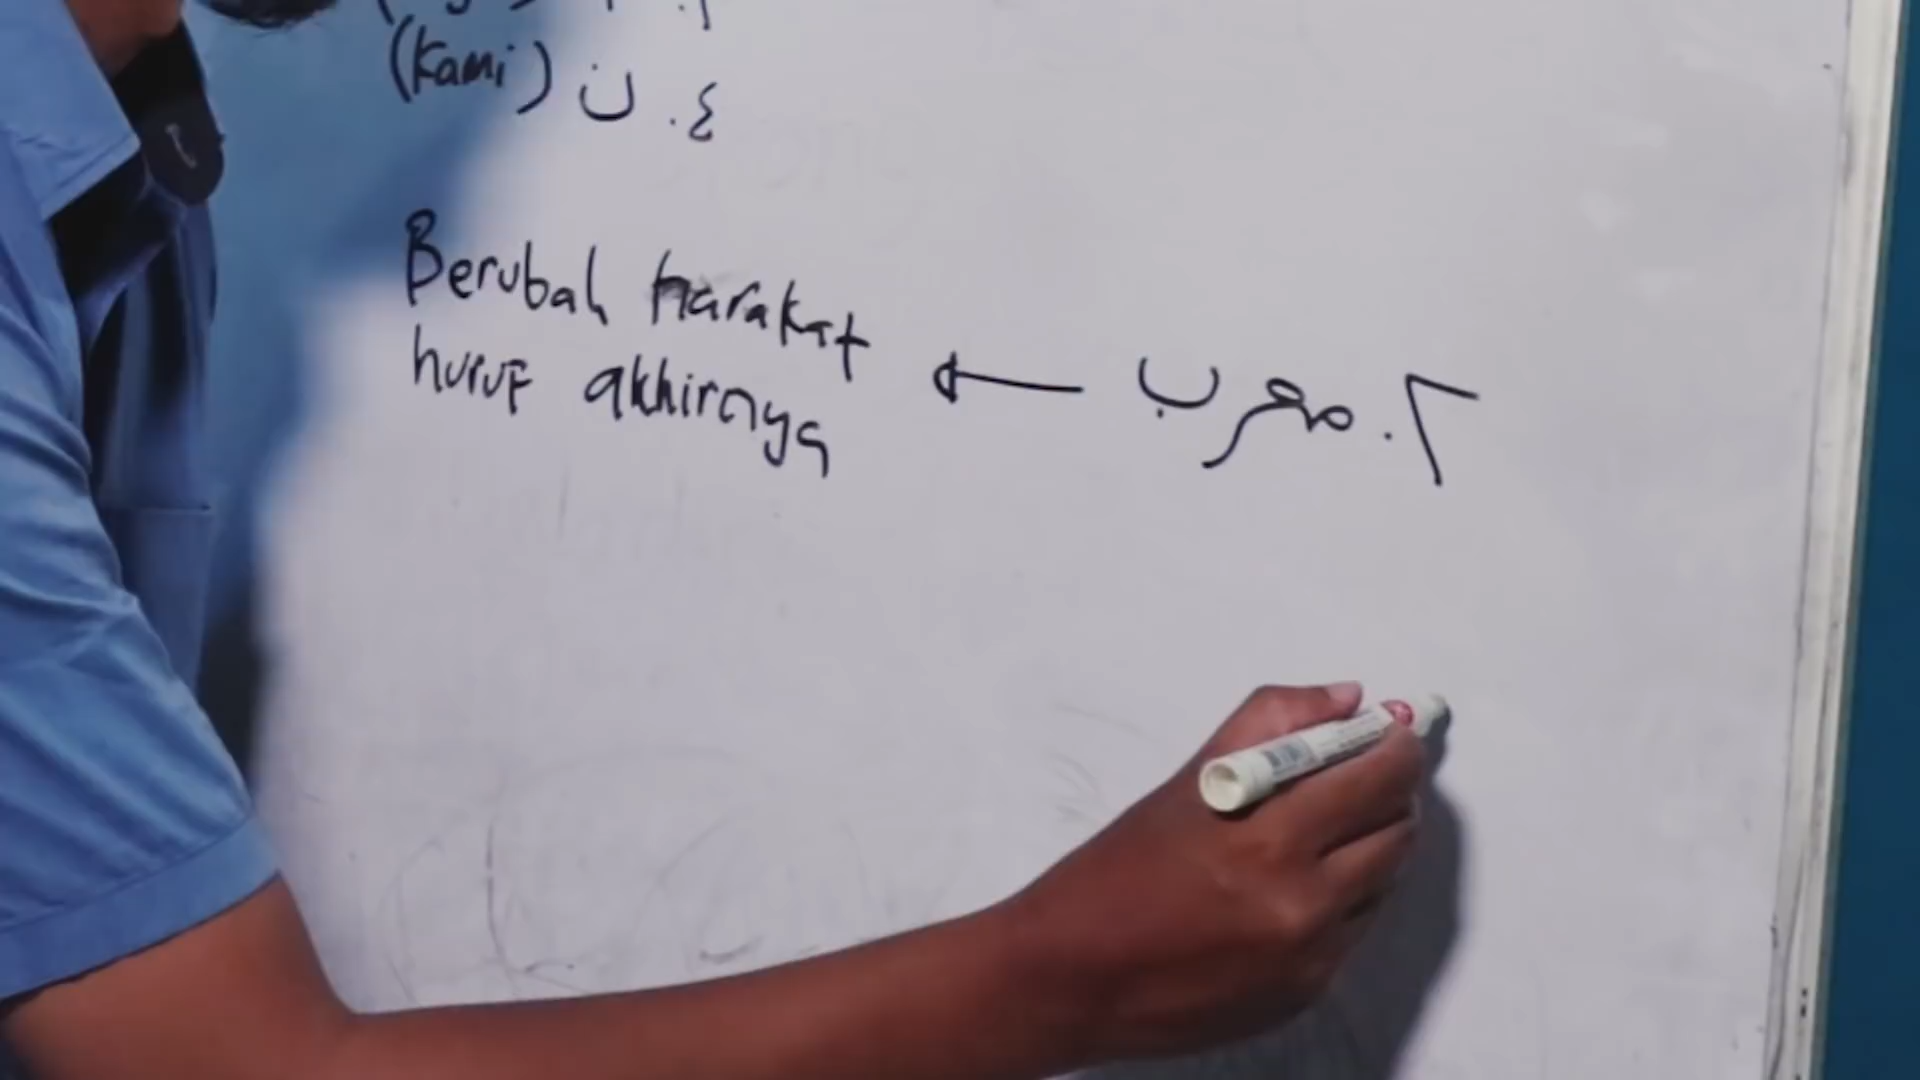 ٤. ن (Kami)
٢. معرب ← Berubah harakat
huruf akhirnya